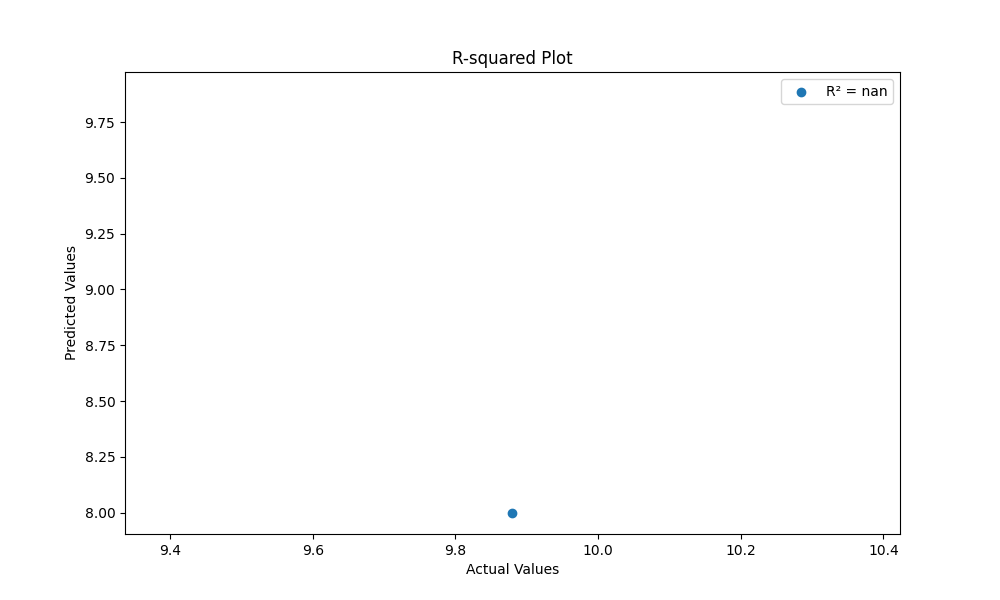 R-squared Plot
R² = nan
9.75
9.50
9.25
9.00
8.75
8.50
8.25
8.00
Predicted Values
9.4 9.6 9.8 10.0 10.2 10.4
Actual Values